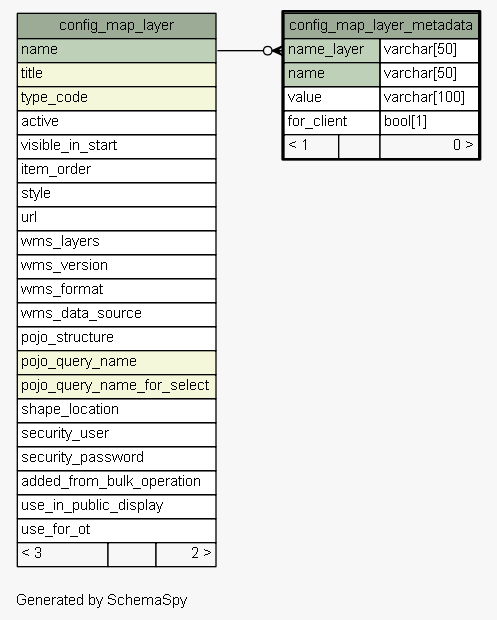 config_map_layer
name
title
type_code
active
visible_in_start
item_order
style
url
wms_layers
wms_version
wms_format
wms_data_source
pojo_structure
pojo_query_name
pojo_query_name_for_select
shape_location
security_user
security_password
added_from_bulk_operation
use_in_public_display
use_for_ot
< 3 2 >
config_map_layer_metadata
name_layer varchar[50]
name varchar[50]
value varchar[100]
for_client bool[1]
< 1 0 >
Generated by SchemaSpy